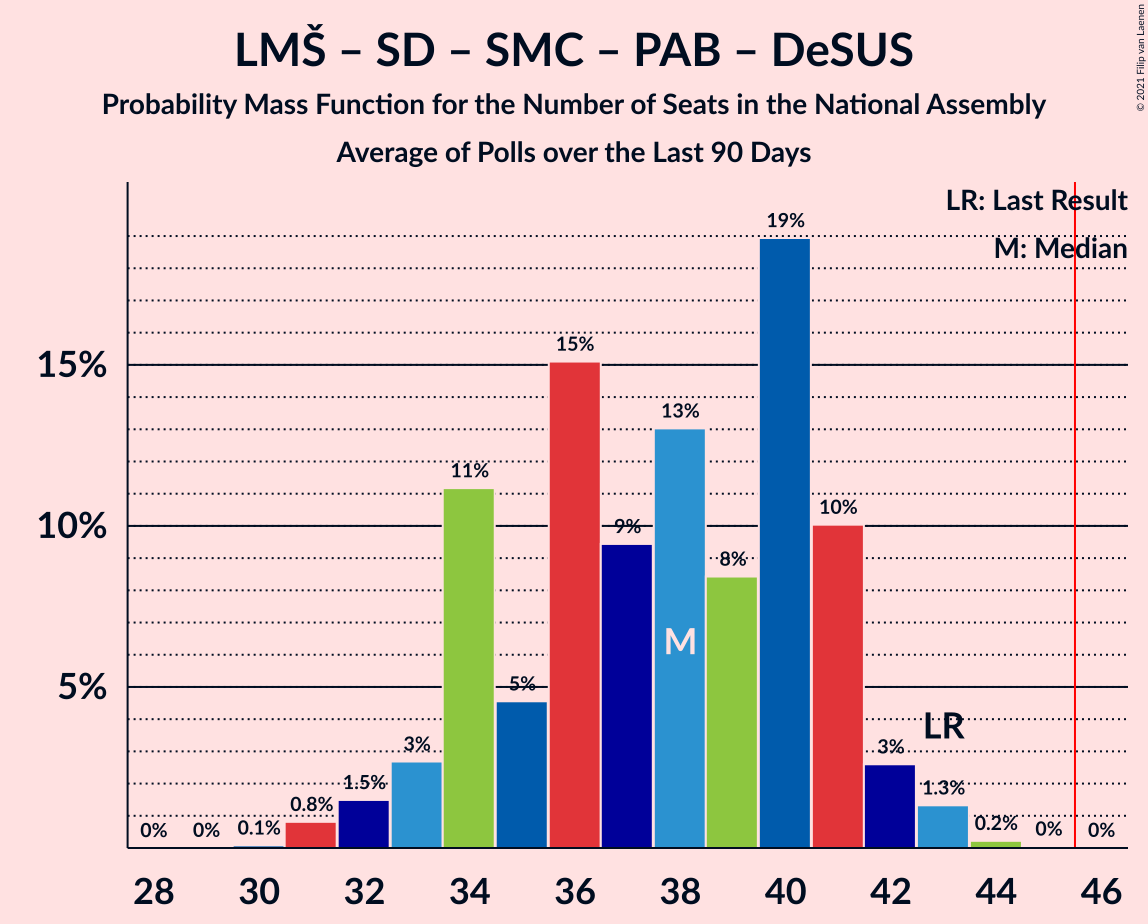 LMŠ – SD – SMC – PAB – DeSUS
Probability Mass Function for the Number of Seats in the National Assembly
Average of Polls over the Last 90 Days
© 2021 Filip van Laenen
LR: Last Result
M: Median
19%
15%
15%
13%
11%
10%
10%
9%
8%
5%
5%
M
LR
3%
3%
1.5%
1.3%
0.8%
0.2%
0% 0% 0.1% 0% 0%
28 30 32 34 36 38 40 42 44 46